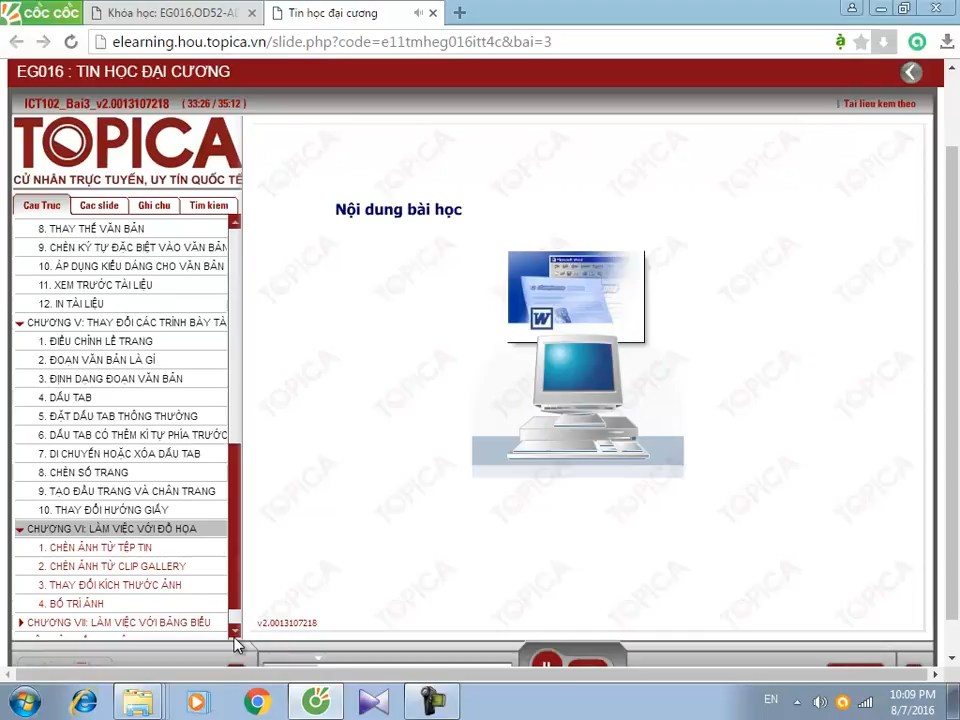 CỐC CỐC
Khóa học: EG016.OD52-AD
Tin học đại cương
elearning.hou.topica.vn/slide.php?code=e11tmheg016itt4c&bai=3
EG016 : TIN HỌC ĐẠI CƯƠNG
ICT102_Bai3_v2.0013107218 ( 33:26 / 35:12 )
Tai lieu kem theo
TOPICA
CỬ NHÂN TRỰC TUYẾN, UY TÍN QUỐC TẾ
Cau Truc
Cac slide
Ghi chu
Tim kiem
8. THAY THẾ VĂN BẢN
9. CHÈN KÝ TỰ ĐẶC BIỆT VÀO VĂN BẢN
10. ÁP DỤNG KIỂU DÁNG CHO VĂN BẢN
11. XEM TRƯỚC TÀI LIỆU
12. IN TÀI LIỆU
CHƯƠNG V: THAY ĐỔI CÁC TRÌNH BÀY TÀ
1. ĐIỀU CHỈNH LỀ TRANG
2. ĐOẠN VĂN BẢN LÀ GÌ
3. ĐỊNH DẠNG ĐOẠN VĂN BẢN
4. DẤU TAB
5. ĐẶT DẤU TAB THÔNG THƯỜNG
6. DẤU TAB CÓ THÊM KÍ TỰ PHÍA TRƯỚC
7. DI CHUYỂN HOẶC XÓA DẤU TAB
8. CHÈN SỐ TRANG
9. TẠO ĐẦU TRANG VÀ CHÂN TRANG
10. THAY ĐỔI HƯỚNG GIẤY
CHƯƠNG VI: LÀM VIỆC VỚI ĐỒ HỌA
1. CHÈN ẢNH TỪ TỆP TIN
2. CHÈN ẢNH TỪ CLIP GALLERY
3. THAY ĐỔI KÍCH THƯỚC ẢNH
4. BỐ TRÍ ẢNH
CHƯƠNG VII: LÀM VIỆC VỚI BẢNG BIỂU
Nội dung bài học
W
v2.0013107218
EN
10:09 PM
8/7/2016